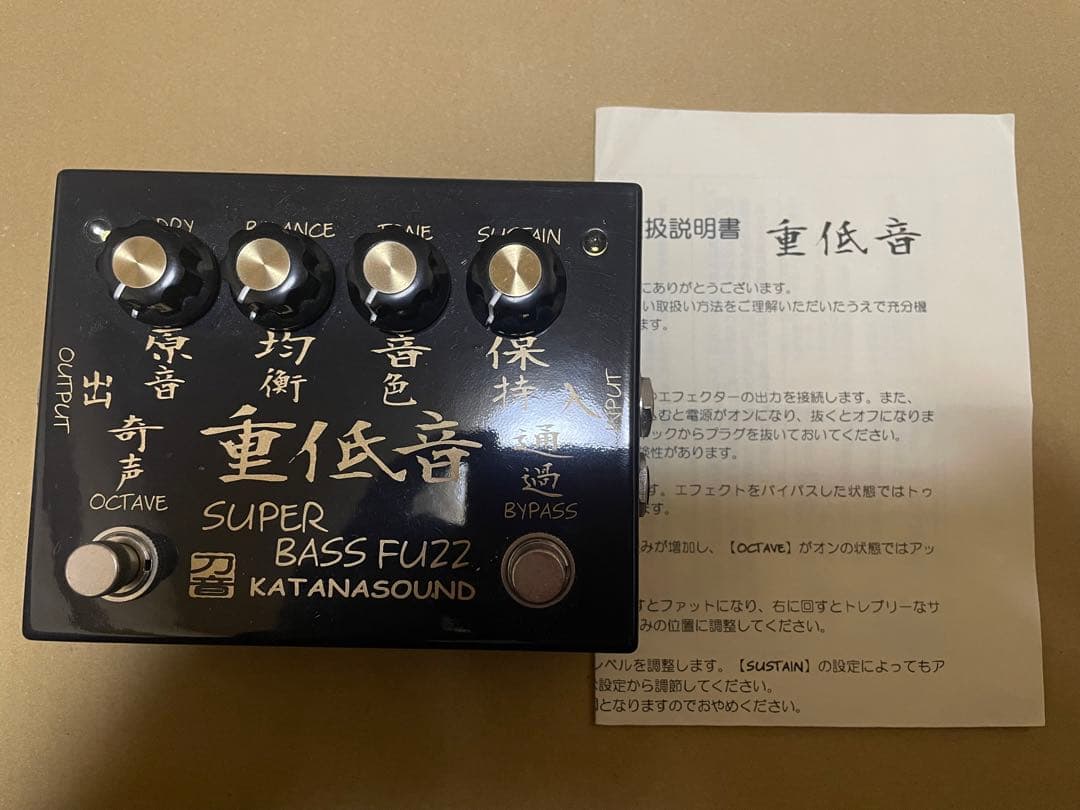 DRY BALANCE TONE SUSTAIN
原音 均衡 音色 保持
OUTPUT 出 入 INPUT
奇声 重低音 通過
OCTAVE BYPASS
SUPER
BASS FUZZ
刀音 KATANASOUND
扱説明書 重低音
にありがとうございます。
い取扱い方法をご理解いただいたうえで充分機
ます。
やエフェクターの出力を接続します。また、
むと電源がオンになり、抜くとオフになりま
ックからプラグを抜いておいてください。
険性があります。
す。エフェクトをバイパスした状態ではトゥ
ます。
みが増加し、【OCTAVE】がオンの状態ではアッ
すとファットになり、右に回すとトレブリーなサ
みの位置に調整してください。
レベルを調整します。【SUSTAIN】の設定によってもア
な設定から調節してください。
となりますのでおやめください。